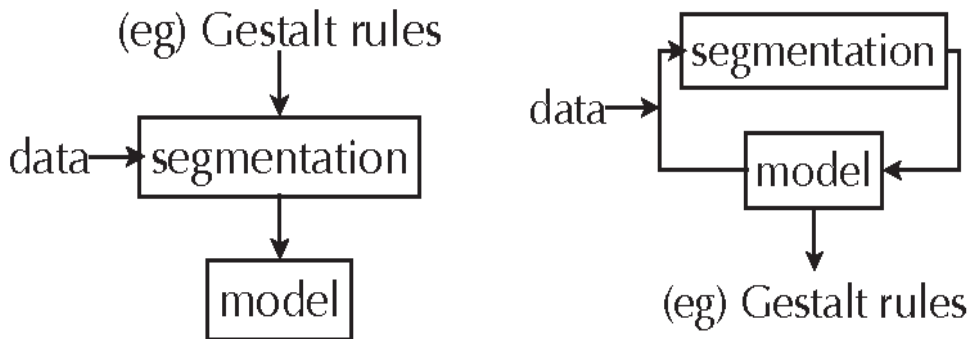 (eg) Gestalt rules
data
segmentation
model
segmentation
data
model
(eg) Gestalt rules